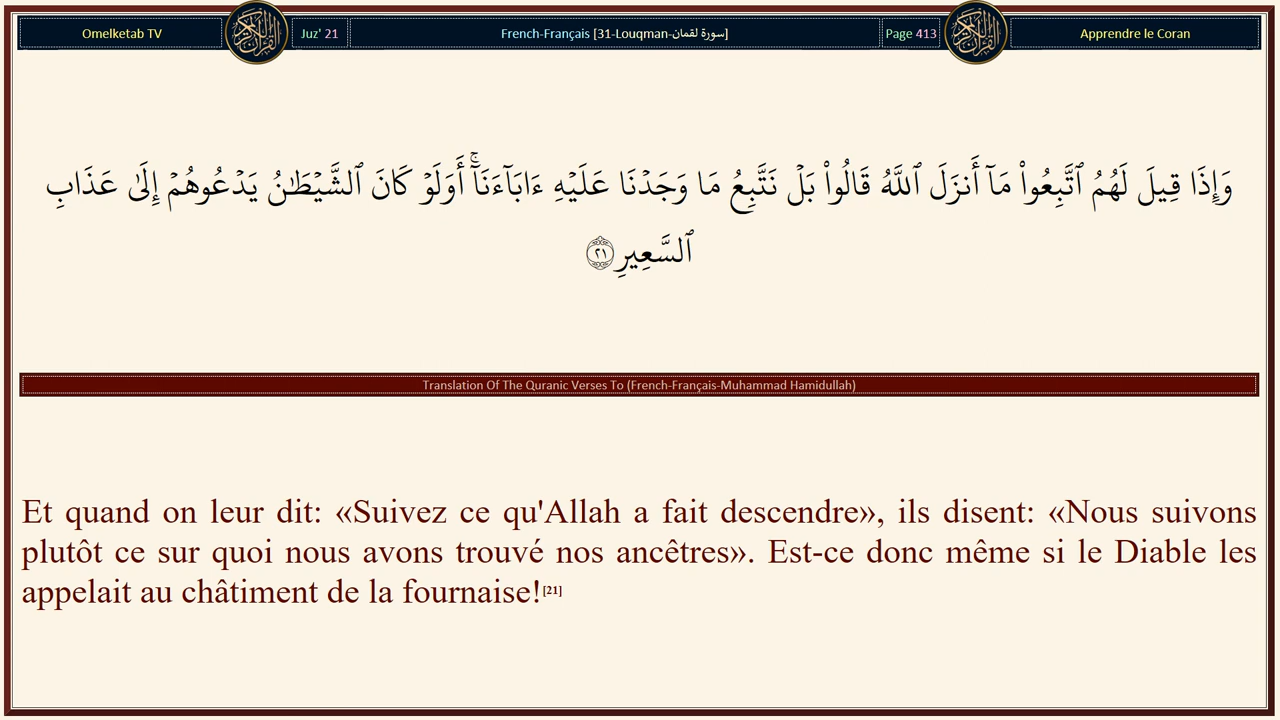 Omelketab TV
Juz' 21
French-Français [31-Louqman-سورة لقمان]
Page 413
Apprendre le Coran
وَإِذَا قِيلَ لَهُمُ ٱتَّبِعُوا۟ مَآ أَنزَلَ ٱللَّهُ قَالُوا۟ بَلْ نَتَّبِعُ مَا وَجَدْنَا عَلَيْهِ ءَابَآءَنَآ ۚ أَوَلَوْ كَانَ ٱلشَّيْطَٰنُ يَدْعُوهُمْ إِلَىٰ عَذَابِ
ٱلسَّعِيرِ ٢١
Translation Of The Quranic Verses To (French-Français-Muhammad Hamidullah)
Et quand on leur dit: «Suivez ce qu'Allah a fait descendre», ils disent: «Nous suivons
plutôt ce sur quoi nous avons trouvé nos ancêtres». Est-ce donc même si le Diable les
appelait au châtiment de la fournaise![21]